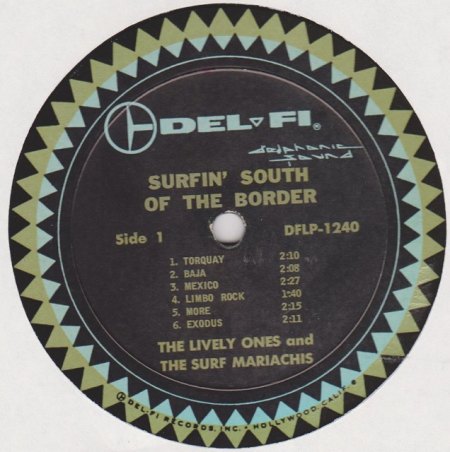 DEL-FI®
delphonic
sound
SURFIN' SOUTH
OF THE BORDER
Side 1 DFLP-1240
1. TORQUAY 2:10
2. BAJA 2:08
3. MEXICO 2:27
4. LIMBO ROCK 1:40
5. MORE 2:15
6. EXODUS 2:11
THE LIVELY ONES and
THE SURF MARIACHIS
© DEL-FI RECORDS, INC. • HOLLYWOOD, CALIF. ®